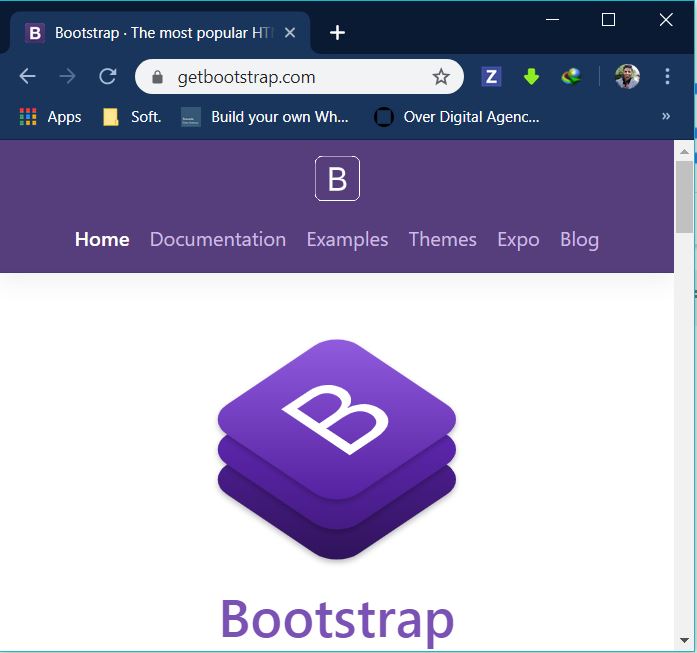 Bootstrap · The most popular HT
getbootstrap.com
Z
Apps Soft. Build your own Wh... Over Digital Agenc... »
B
Home Documentation Examples Themes Expo Blog
B
Bootstrap